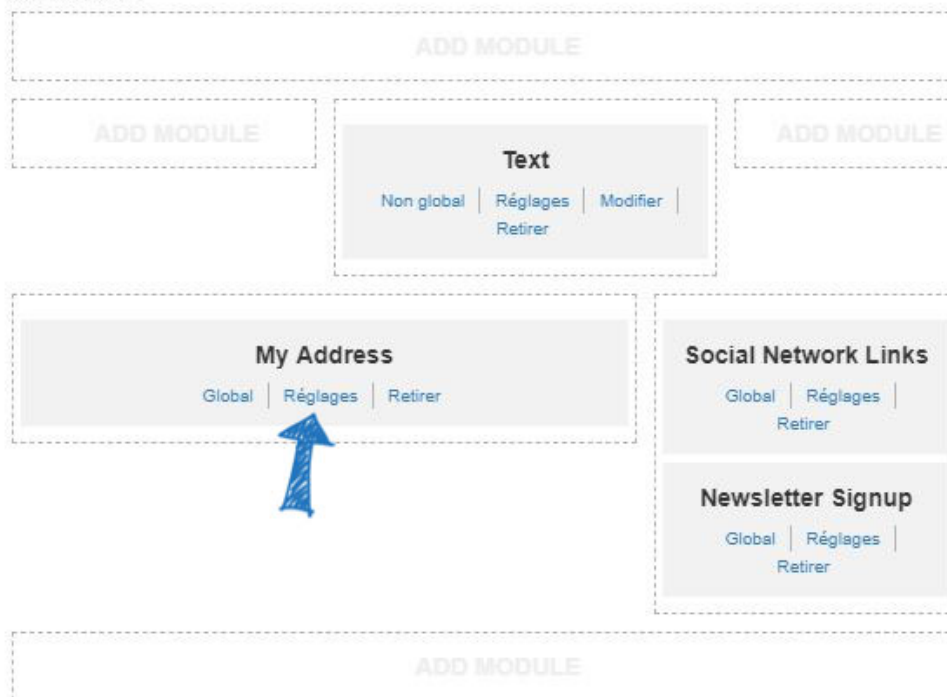 ADD MODULE
ADD MODULE
Text
Non global | Réglages | Modifier |
Retirer
ADD MODULE
My Address
Global | Réglages | Retirer
Social Network Links
Global | Réglages |
Retirer
Newsletter Signup
Global | Réglages |
Retirer
ADD MODULE